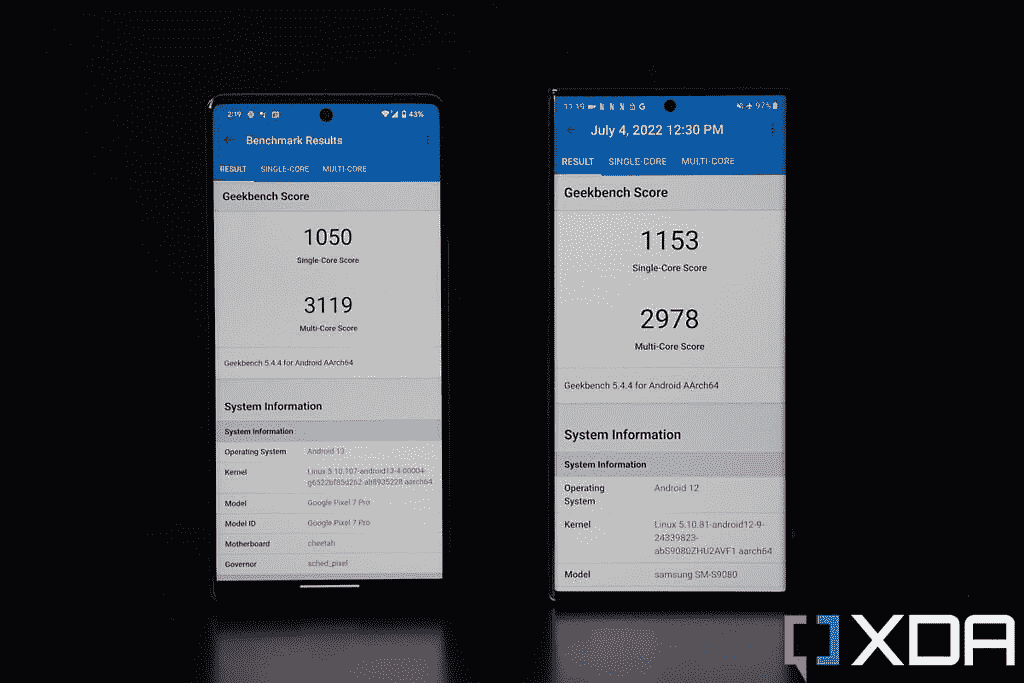 2:19
43%
Benchmark Results
RESULT SINGLE-CORE MULTI-CORE
Geekbench Score
1050
Single-Core Score
3119
Multi-Core Score
Geekbench 5.4.4 for Android AArch64
System Information
System Information
Operating System Android 13
Kernel Linux 5.10.107-android13-4-00004-
aarch64
Model Google Pixel 7 Pro
Model ID Google Pixel 7 Pro
Motherboard cheetah
Governor sched_pixel
11:19
97%
July 4, 2022 12:30 PM
RESULT SINGLE-CORE MULTI-CORE
Geekbench Score
1153
Single-Core Score
2978
Multi-Core Score
Geekbench 5.4.4 for Android AArch64
System Information
System Information
Operating System Android 12
Kernel Linux 5.10.81-android12-9-
24339823-
abS9080ZHU2AVF1 aarch64
Model samsung SM-S9080
XDA